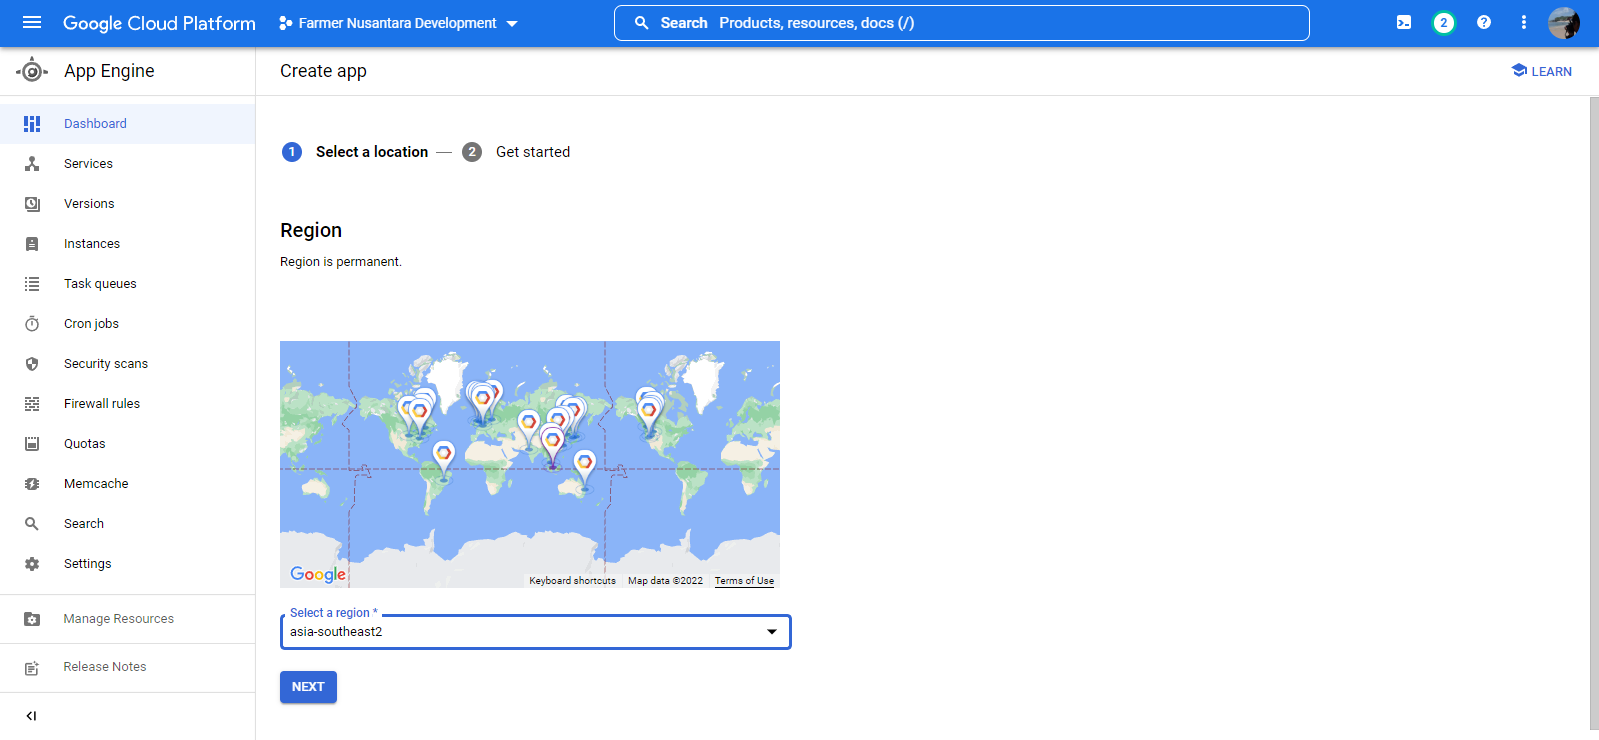 Google Cloud Platform
Farmer Nusantara Development
Search Products, resources, docs (/)
2
App Engine
Create app
LEARN
Dashboard
Services
Versions
Instances
Task queues
Cron jobs
Security scans
Firewall rules
Quotas
Memcache
Search
Settings
Manage Resources
Release Notes
1 Select a location — 2 Get started
Region
Region is permanent.
Google
Keyboard shortcuts Map data ©2022 Terms of Use
Select a region *
asia-southeast2
NEXT